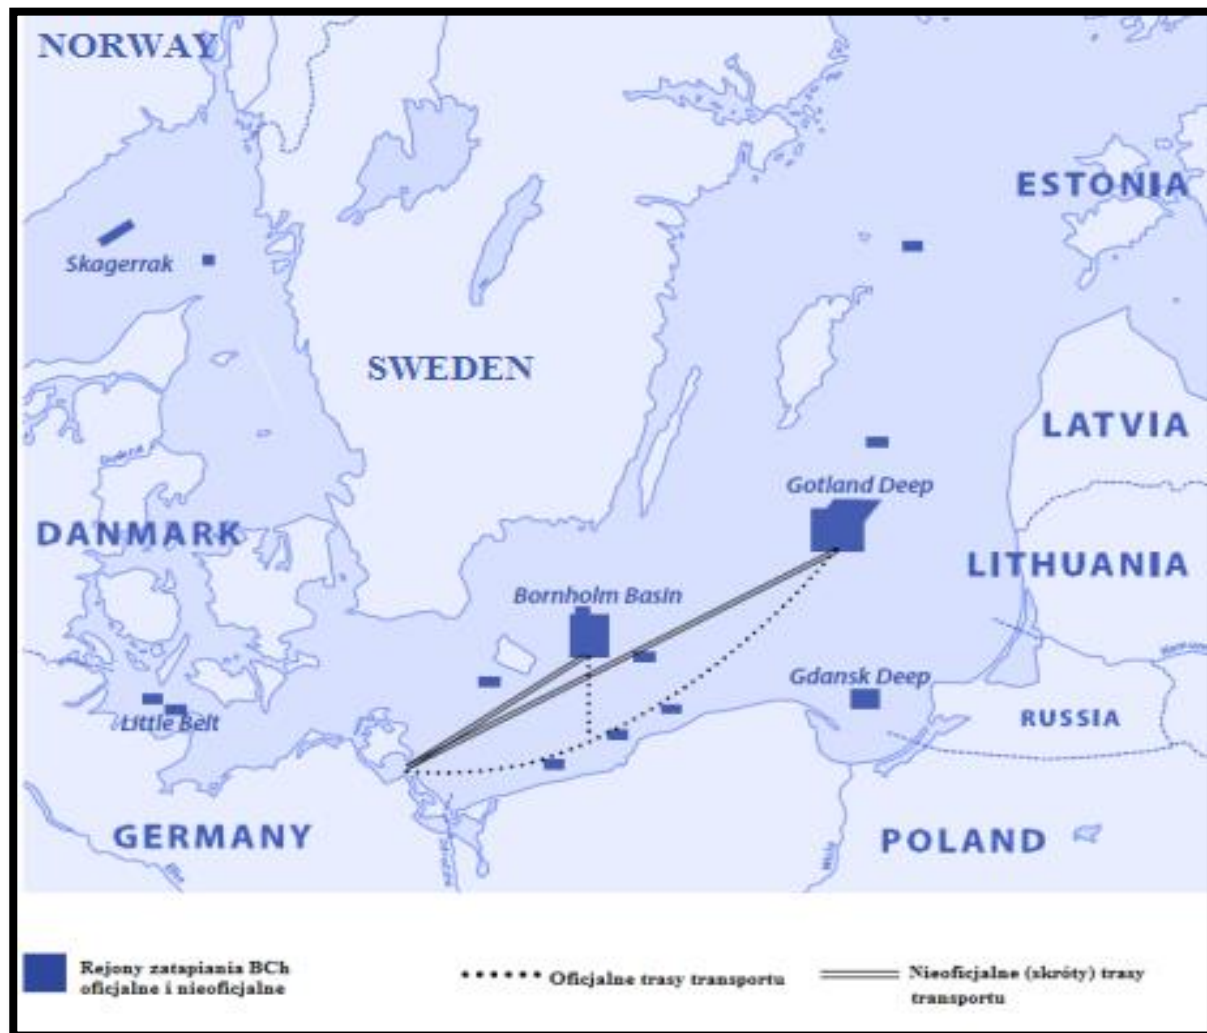 NORWAY
ESTONIA
Skagerrak
SWEDEN
LATVIA
Gotland Deep
DANMARK
LITHUANIA
Bornholm Basin
Gdansk Deep
Little Belt
RUSSIA
GERMANY
POLAND
Rejony zatapiania BCh
oficjalne i nieoficjalne
Oficjalne trasy transportu
Nieoficjalne (skróty) trasy
transportu